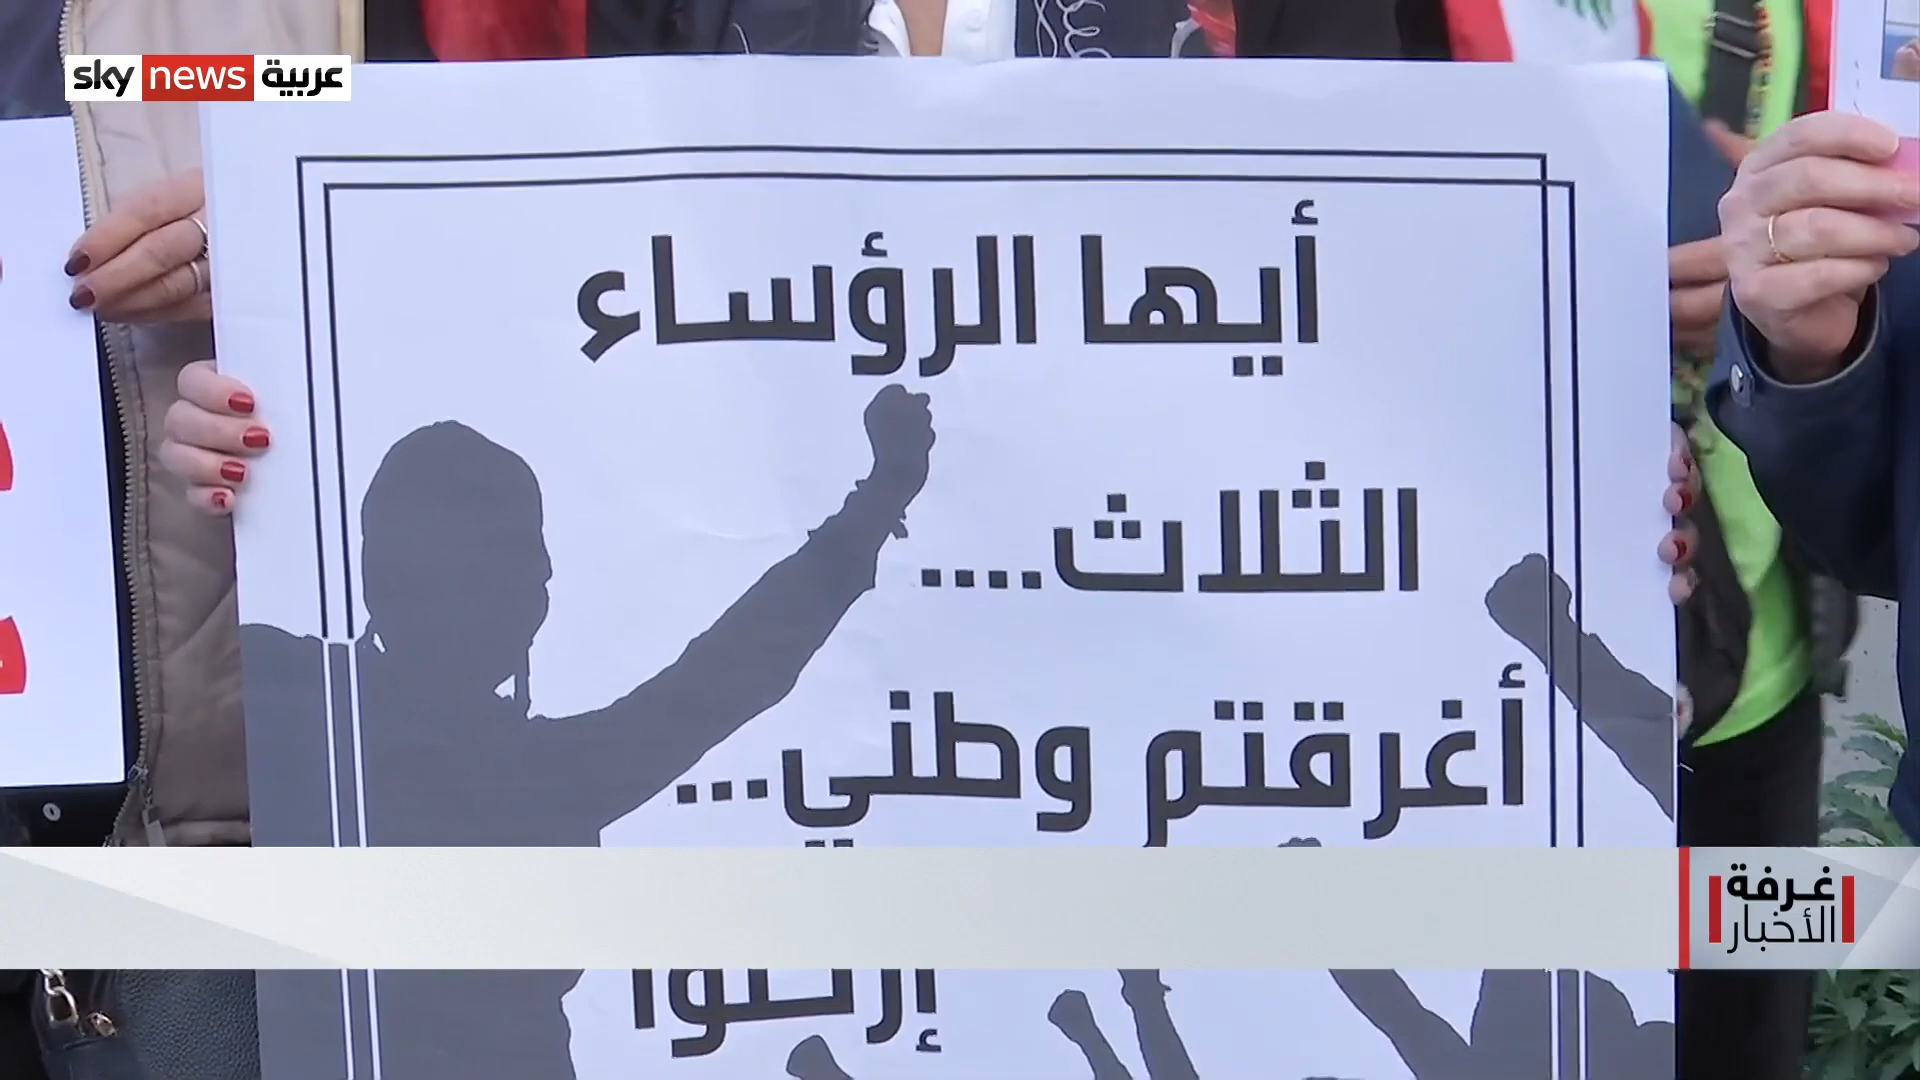 sky news عربية
أيها الرؤساء
الثلاث....
أغرقتم وطني...
غرفة
الأخبار